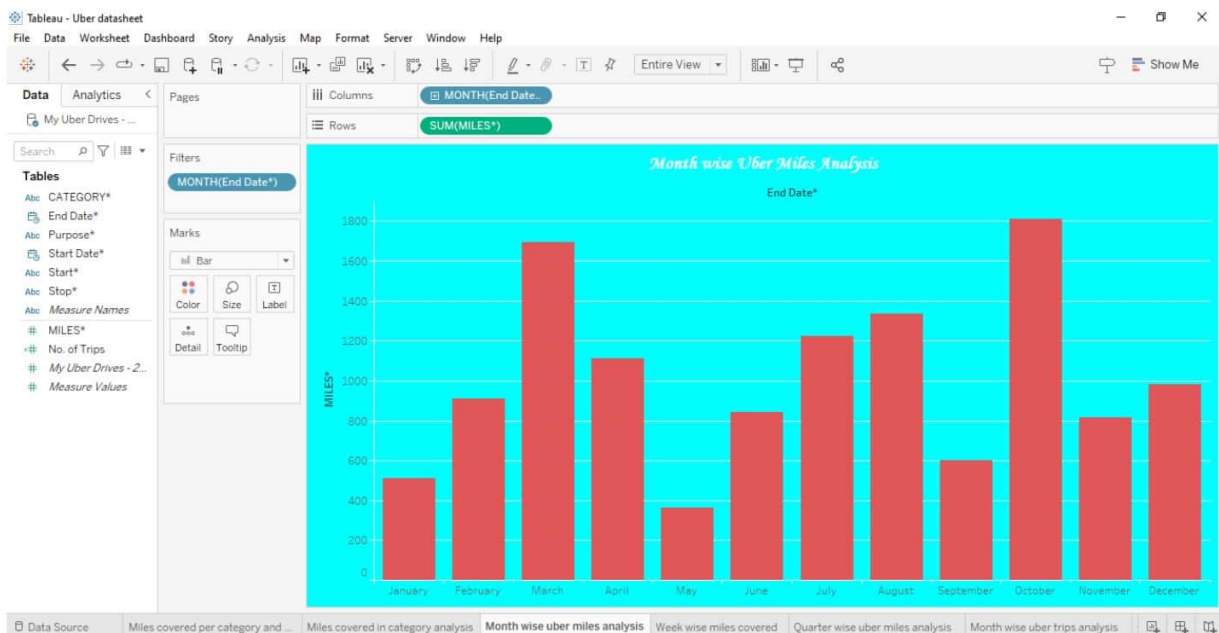 Tableau - Uber datasheet
File Data Worksheet Dashboard Story Analysis Map Format Server Window Help
Entire View
Show Me
Data Analytics
My Uber Drives - ...
Search
Tables
Abc CATEGORY*
End Date*
Abc Purpose*
Start Date*
Abc Start*
Abc Stop*
Abc Measure Names
# MILES*
=# No. of Trips
# My Uber Drives - 2...
# Measure Values
Pages
Filters
MONTH(End Date*)
Marks
Bar
Color Size Label
Detail Tooltip
Columns MONTH(End Date..
Rows SUM(MILES*)
Month wise Uber Miles Analysis
End Date*
MILES*
1800
1600
1400
1200
1000
800
600
400
200
0
January February March April May June July August September October November December
Data Source Miles covered per category and ... Miles covered in category analysis Month wise uber miles analysis Week wise miles covered Quarter wise uber miles analysis Month wise uber trips analysis